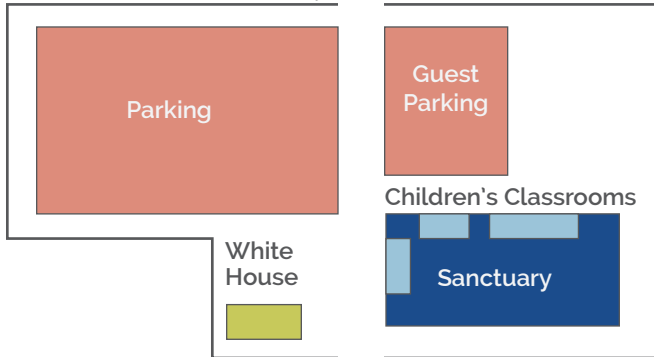 Parking
Guest
Parking
Children's Classrooms
White
House
Sanctuary